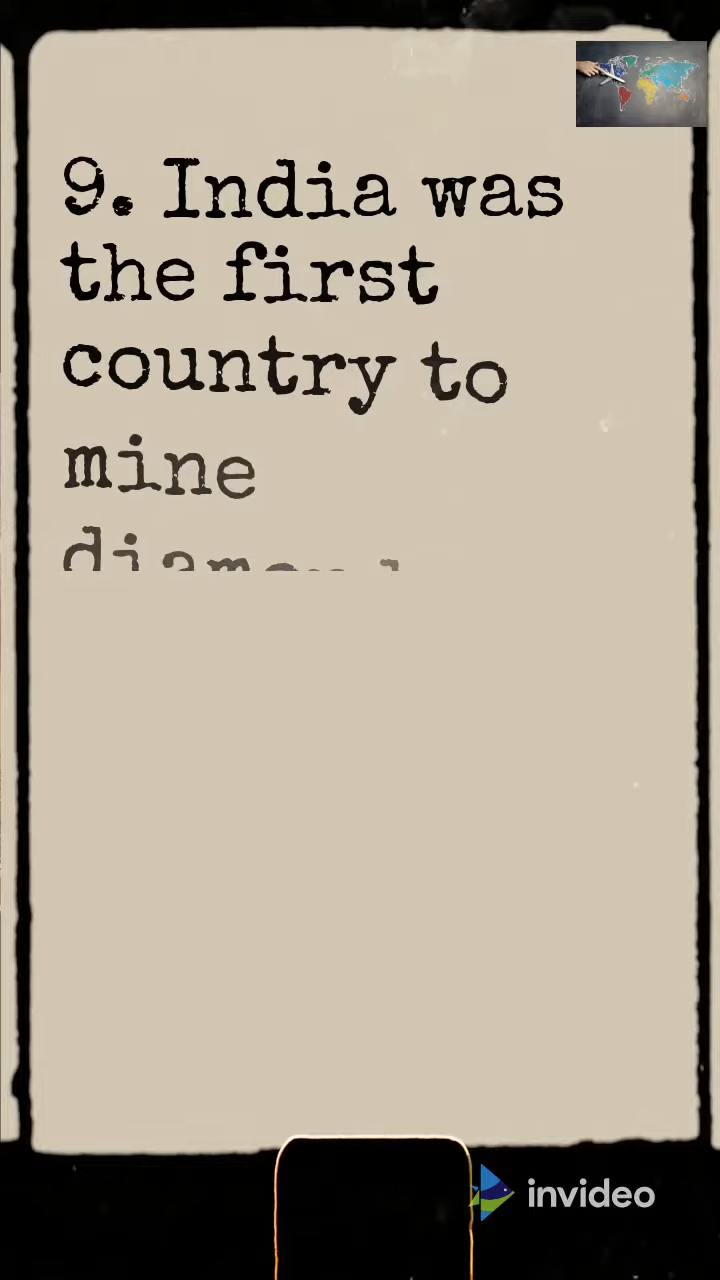 9. India was
the first
country to
mine
invideo